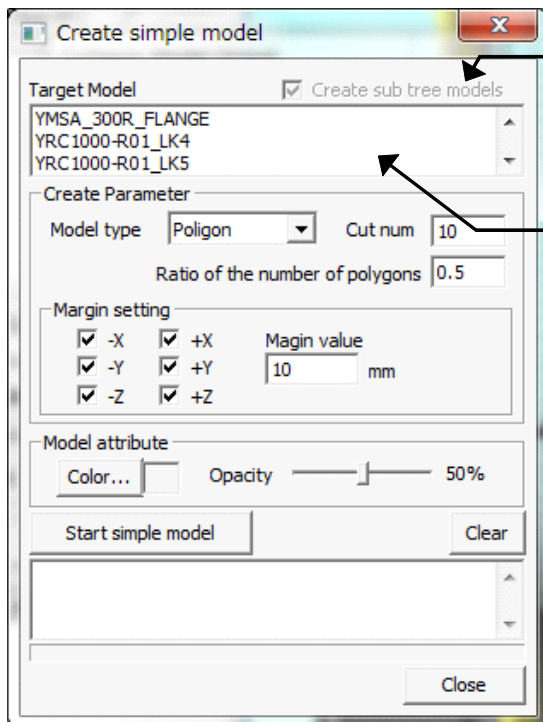 Create simple model
Target Model
Create sub tree models
YMSA_300R_FLANGE
YRC1000-R01_LK4
YRC1000-R01_LK5
Create Parameter
Model type Poligon Cut num 10
Ratio of the number of polygons 0.5
Margin setting
-X +X Magin value
-Y +Y 10 mm
-Z +Z
Model attribute
Color... Opacity 50%
Start simple model Clear
Close